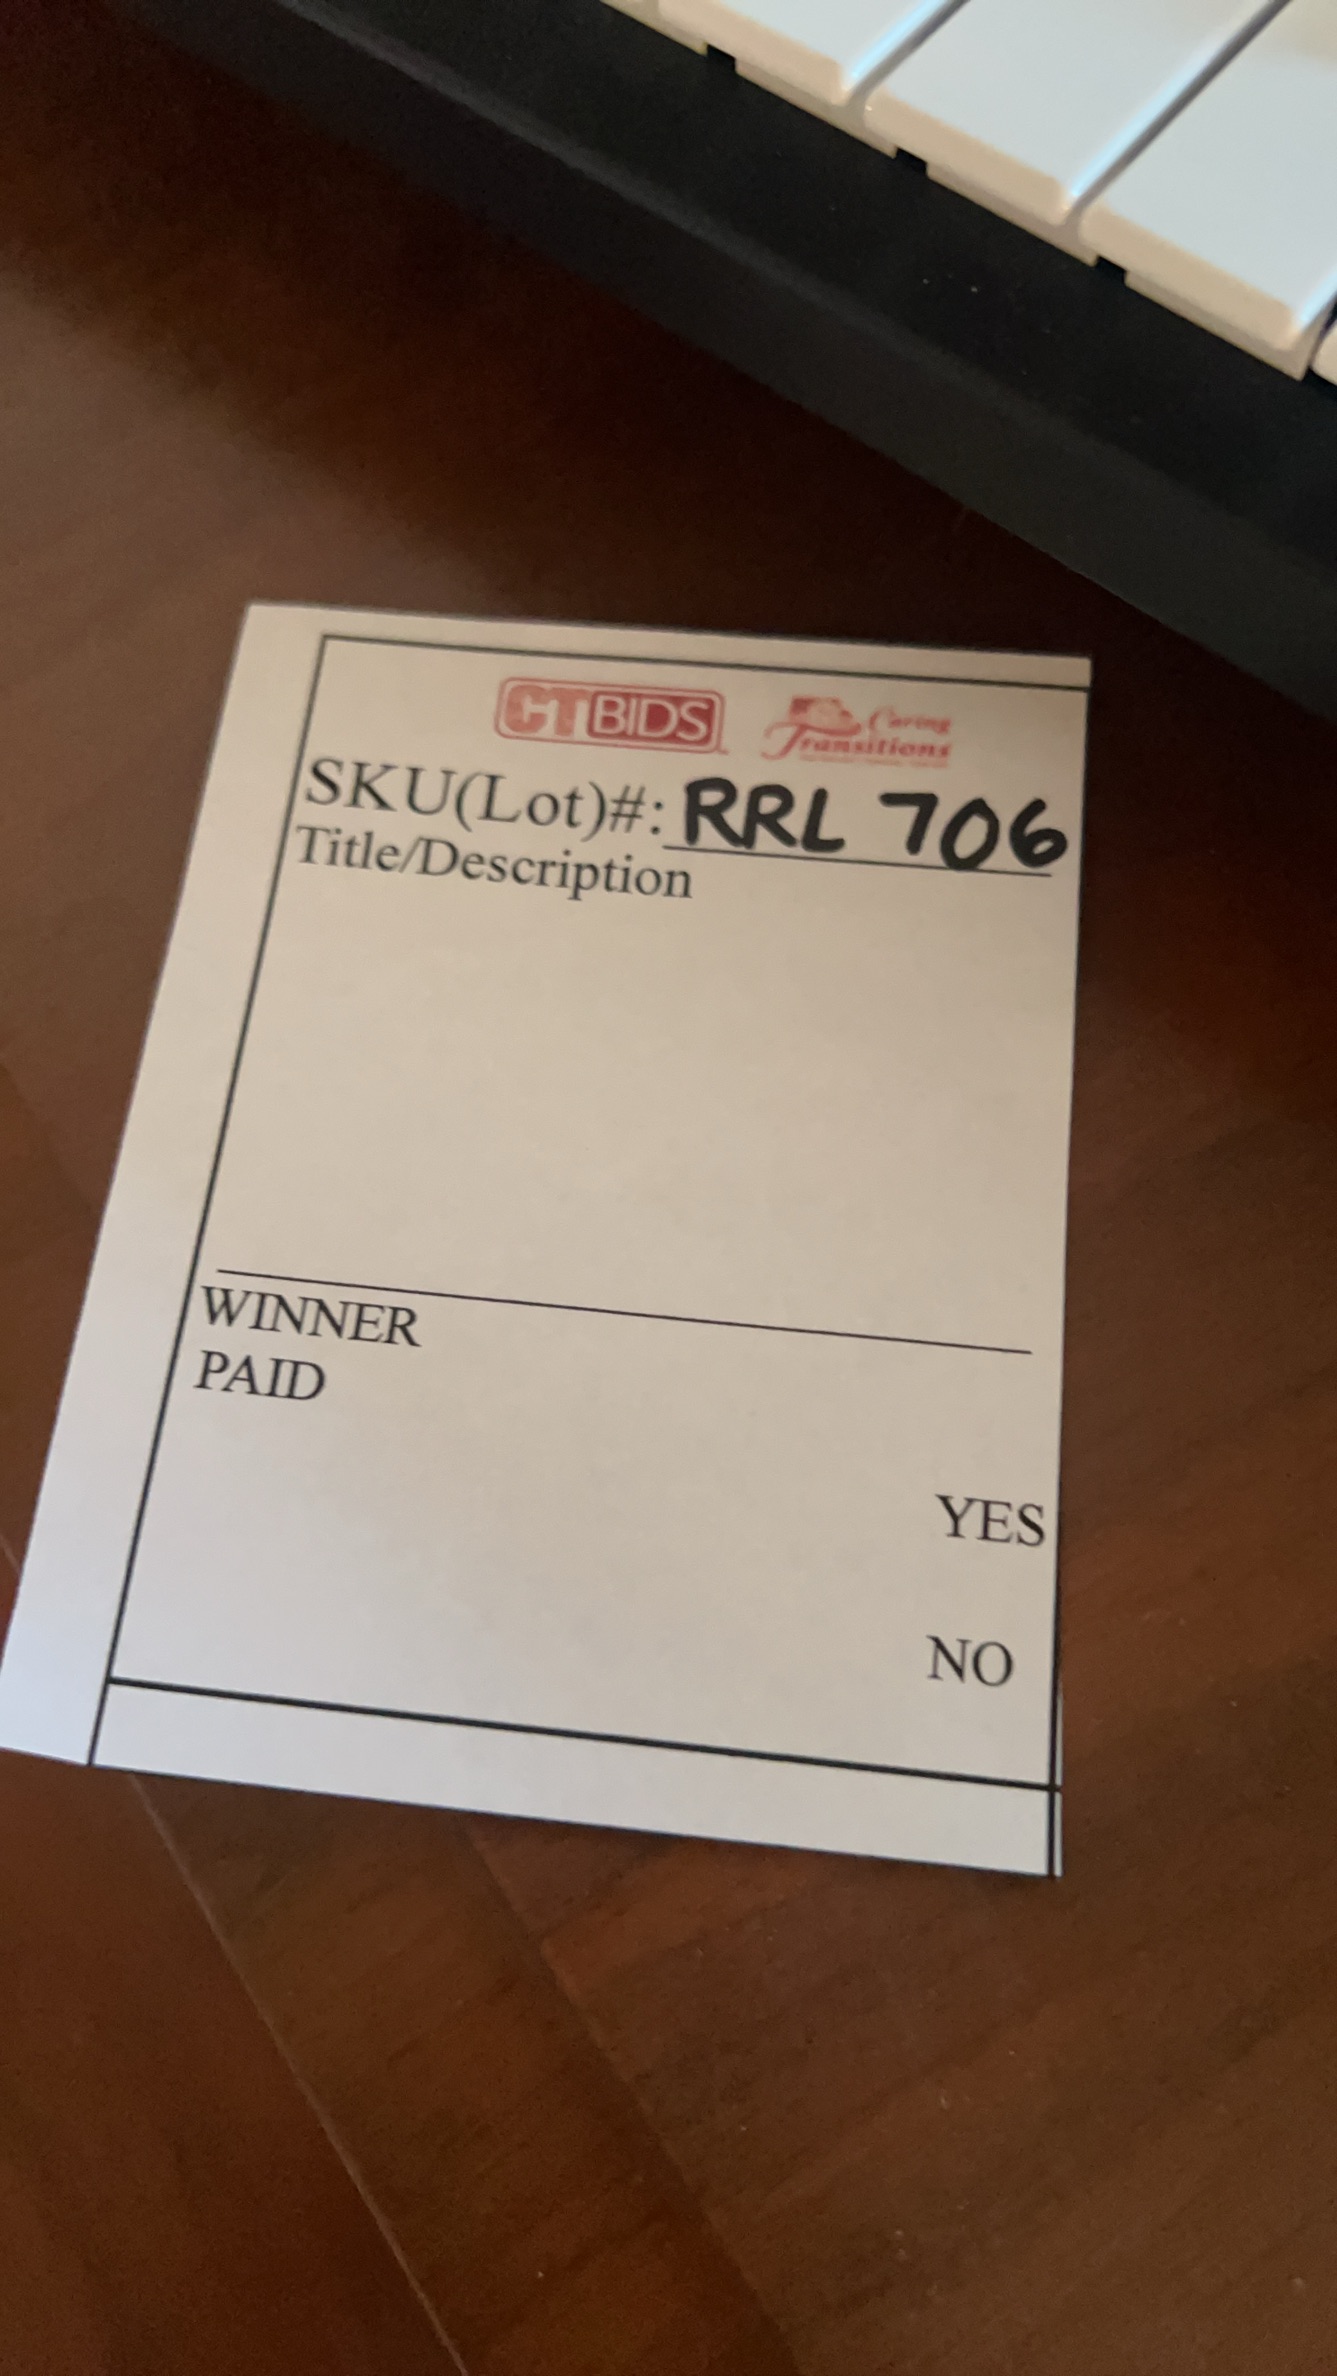 CTBIDS Caring
Transitions
SKU(Lot)#: RRL 706
Title/Description
WINNER
PAID
YES
NO